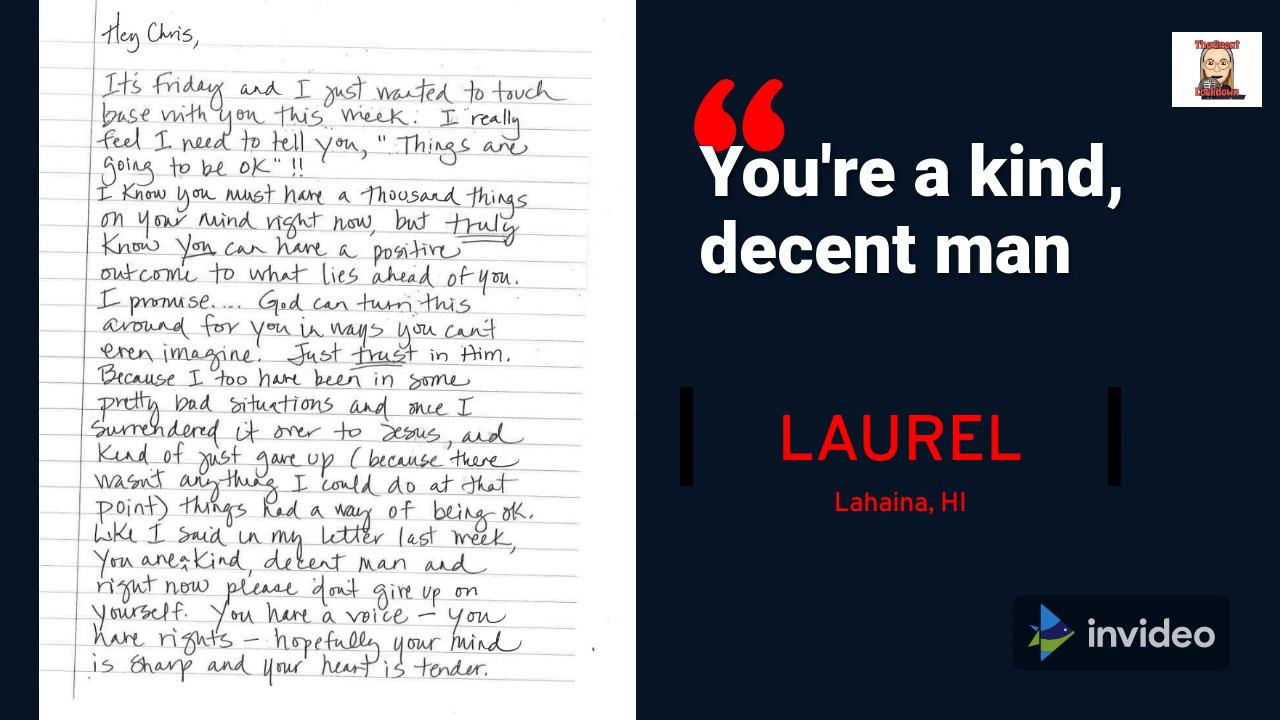 Hey Chris,
It's Friday and I just wanted to touch
base with you this week. I really
feel I need to tell you, "Things are
going to be OK"!!
I know you must have a thousand things
on your mind right now, but truly
know you can have a positive
outcome to what lies ahead of you.
I promise.... God can turn this
around for you in ways you can't
even imagine. Just trust in Him.
Because I too have been in some
pretty bad situations and once I
surrendered it over to Jesus, and
kind of just gave up (because there
wasn't anything I could do at that
point) things had a way of being ok.
Like I said in my letter last week,
You are a kind, decent man and
right now please don't give up on
yourself. You have a voice - you
have rights - hopefully your mind
is sharp and your heart is tender.
“
You're a kind,
decent man
LAUREL
Lahaina, HI
TheGreat
Lockdown
invideo